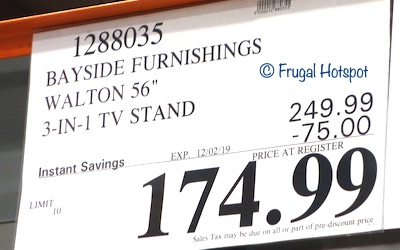 1288035
BAYSIDE FURNISHINGS
© Frugal Hotspot
WALTON 56"
3-IN-1 TV STAND
249.99
-75.00
Instant Savings
EXP. 12/02/19
PRICE AT REGISTER
LIMIT
10
174.99
Sales Tax may be due on all or part of pre-discount price